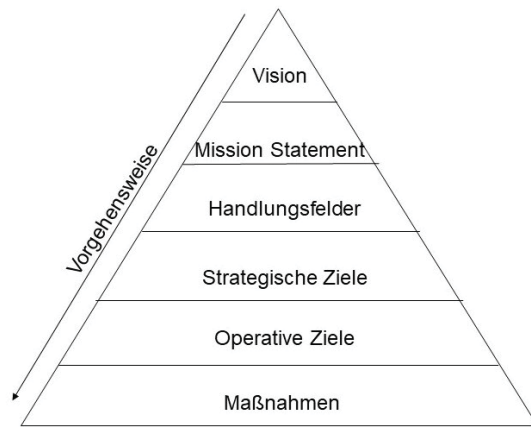 Vision
Mission Statement
Vorgehensweise
Handlungsfelder
Strategische Ziele
Operative Ziele
Maßnahmen